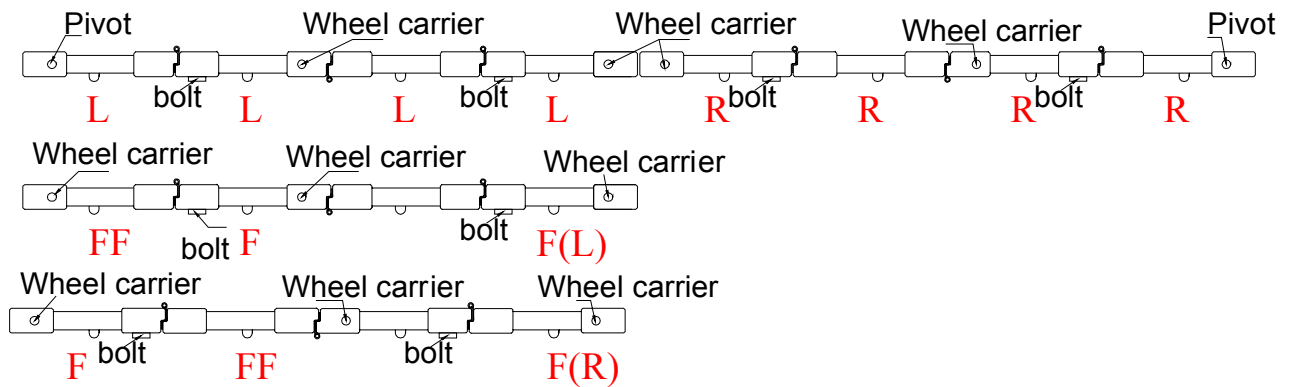 Pivot Wheel carrier Wheel carrier Wheel carrier Pivot
bolt bolt bolt bolt
L L L L R R R R
Wheel carrier Wheel carrier Wheel carrier
bolt bolt
FF F F(L)
Wheel carrier Wheel carrier Wheel carrier
bolt bolt
F FF F(R)